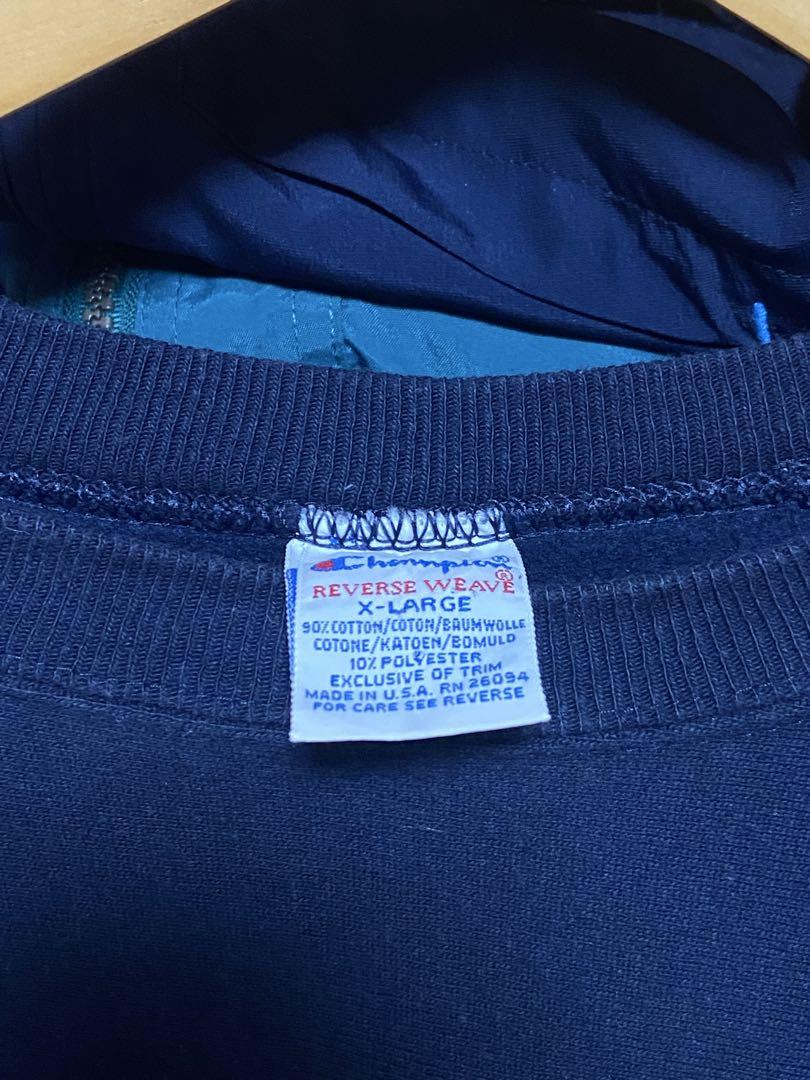 Champion®
REVERSE WEAVE®
X-LARGE
90% COTTON/COTON/BAUMWOLLE
COTONE/KATOEN/BOMULD
10% POLYESTER
EXCLUSIVE OF TRIM
MADE IN U.S.A. RN 26094
FOR CARE SEE REVERSE